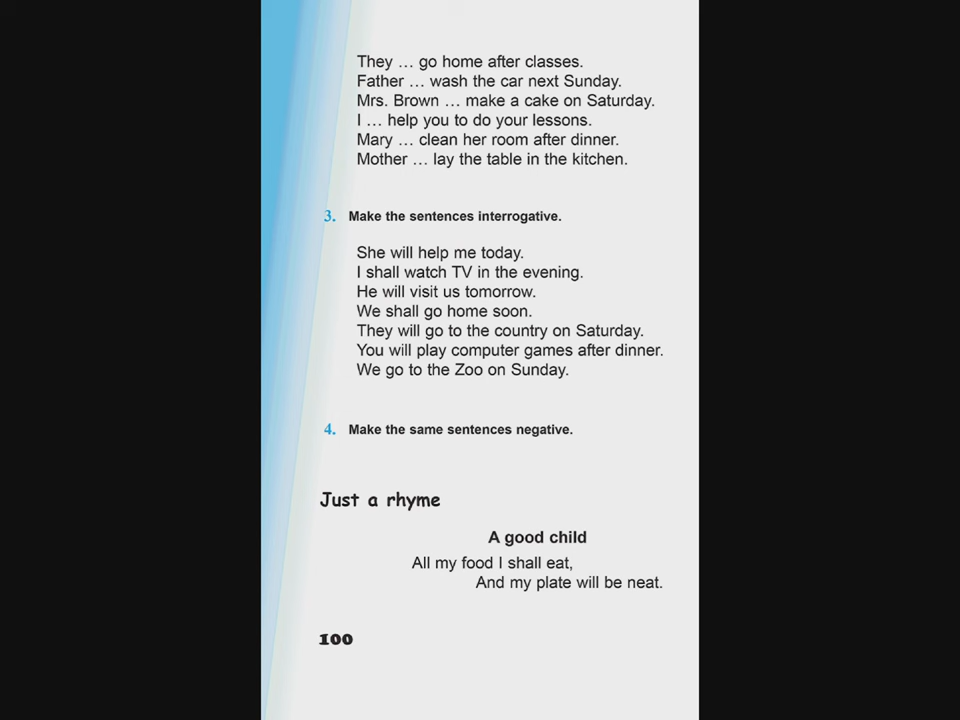 They … go home after classes.
Father … wash the car next Sunday.
Mrs. Brown … make a cake on Saturday.
I … help you to do your lessons.
Mary … clean her room after dinner.
Mother … lay the table in the kitchen.
3. Make the sentences interrogative.
She will help me today.
I shall watch TV in the evening.
He will visit us tomorrow.
We shall go home soon.
They will go to the country on Saturday.
You will play computer games after dinner.
We go to the Zoo on Sunday.
4. Make the same sentences negative.
Just a rhyme
A good child
All my food I shall eat,
And my plate will be neat.
100